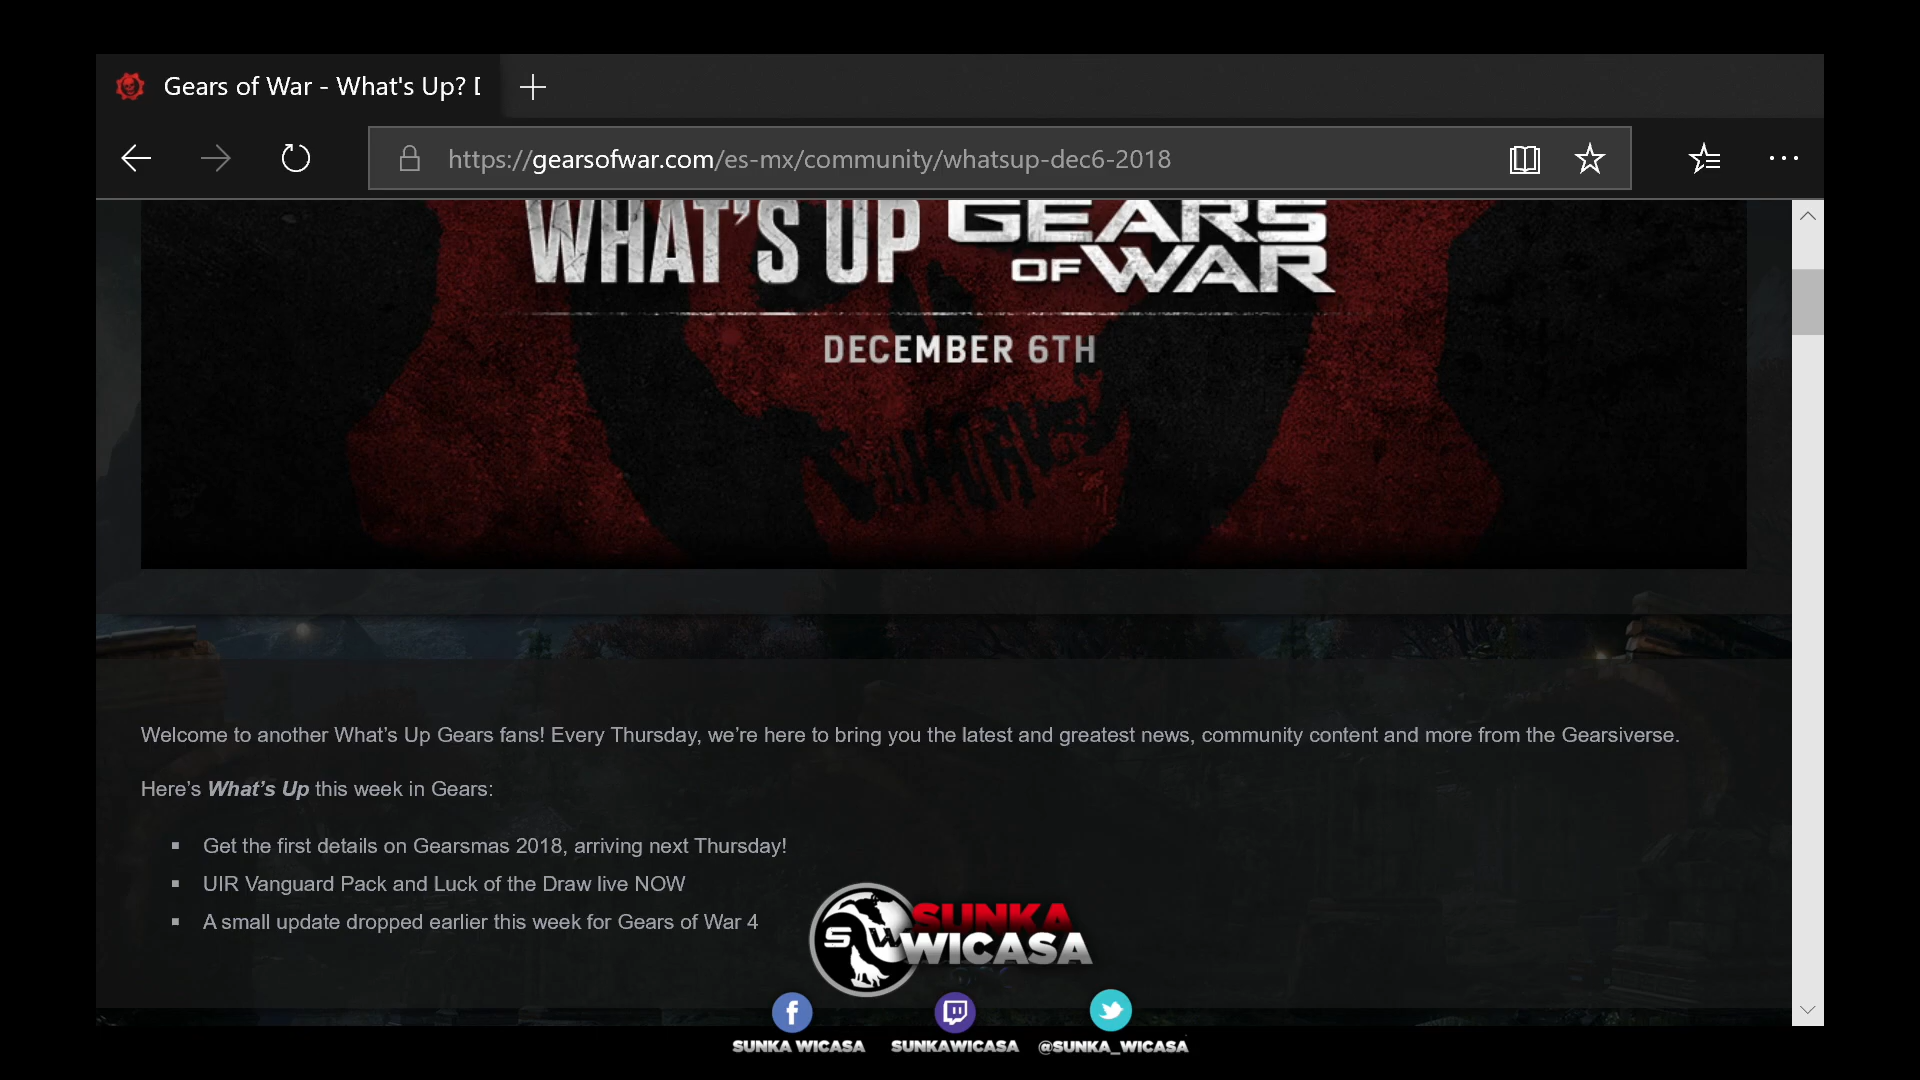 Gears of War - What's Up? D
https://gearsofwar.com/es-mx/community/whatsup-dec6-2018
WHAT'S UP GEARS OF WAR
DECEMBER 6TH
Welcome to another What’s Up Gears fans! Every Thursday, we’re here to bring you the latest and greatest news, community content and more from the Gearsiverse.
Here’s What’s Up this week in Gears:
Get the first details on Gearsmas 2018, arriving next Thursday!
UIR Vanguard Pack and Luck of the Draw live NOW
A small update dropped earlier this week for Gears of War 4
SW
SUNKA
WICASA
SUNKA WICASA SUNKAWICASA @SUNKA_WICASA